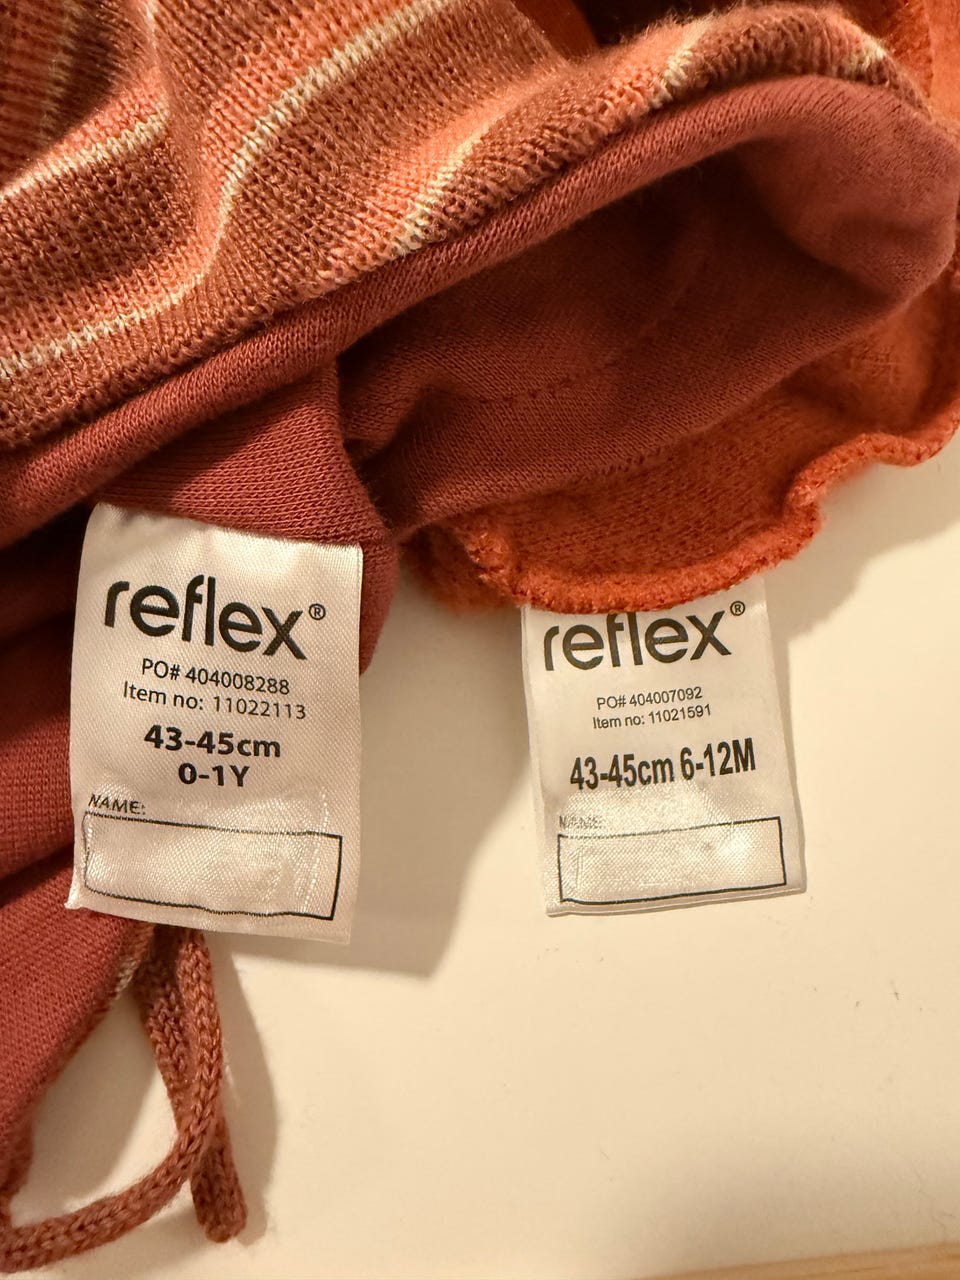 reflex®
PO# 404008288
Item no: 11022113
43-45cm
0-1Y
NAME:
reflex®
PO# 404007092
Item no: 11021591
43-45cm 6-12M
NAME: